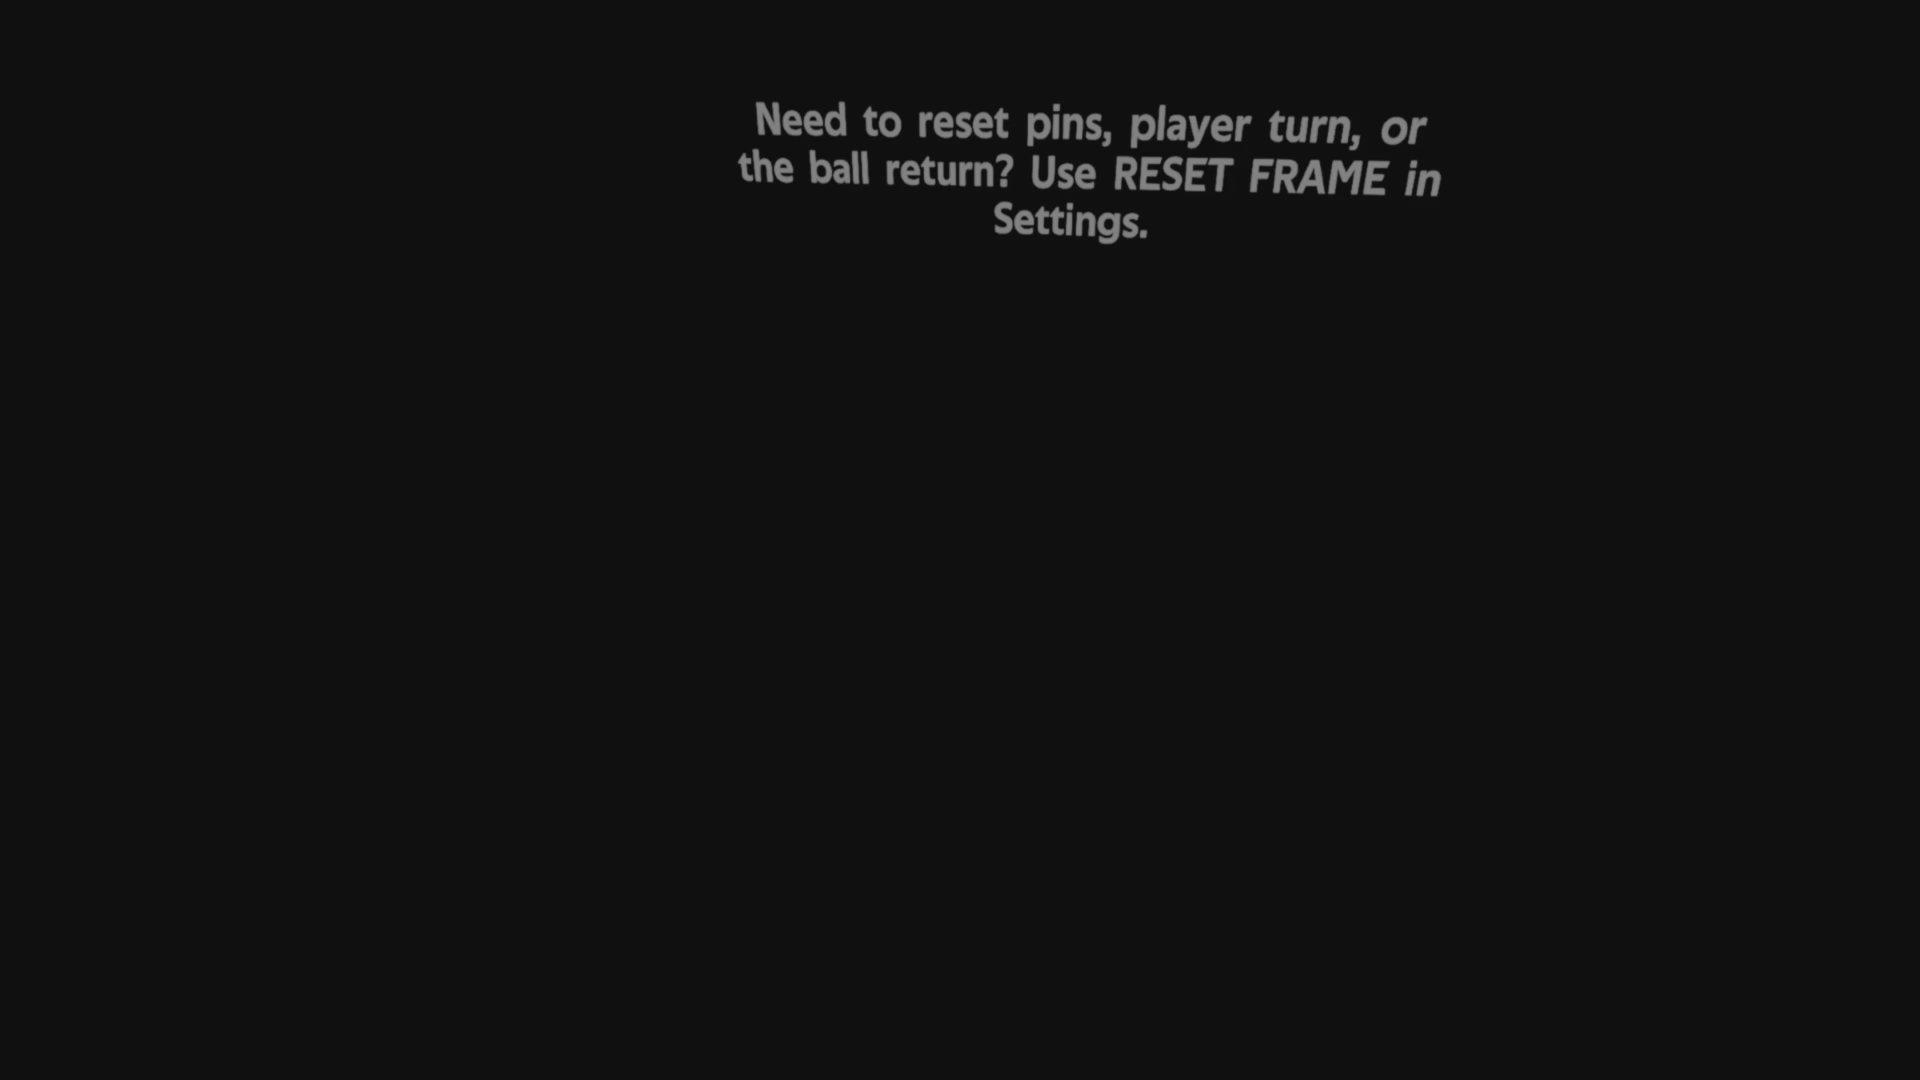 Need to reset pins, player turn, or
the ball return? Use RESET FRAME in
Settings.